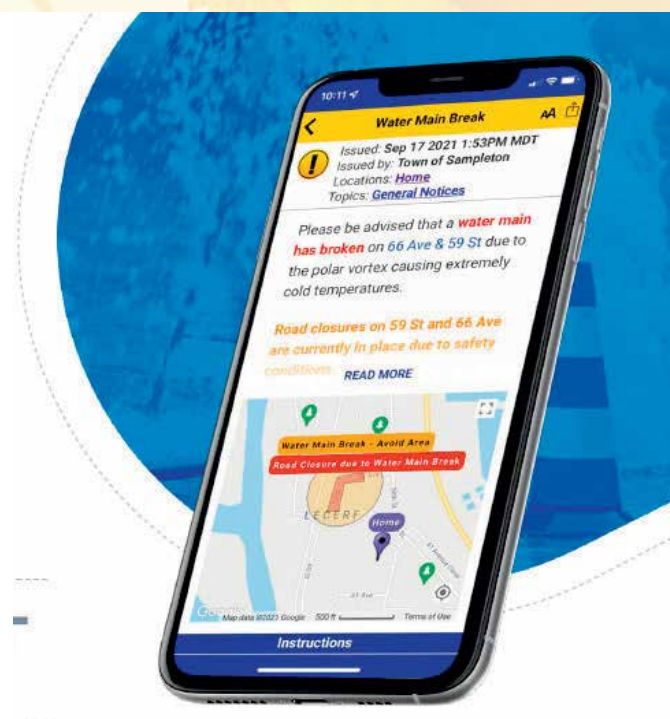 10:11
Water Main Break
AA
Issued: Sep 17 2021 1:53PM MDT
Issued by: Town of Sampleton
Locations: Home
Topics: General Notices
Please be advised that a water main
has broken on 66 Ave & 59 St due to
the polar vortex causing extremely
cold temperatures.
Road closures on 59 St and 66 Ave
are currently in place due to safety
conditions. READ MORE
Water Main Break - Avoid Area
Road Closure due to Water Main Break
LECERF
Home
61 Ave
Google
Map data ©2021 Google
500 ft
Terms of Use
Instructions